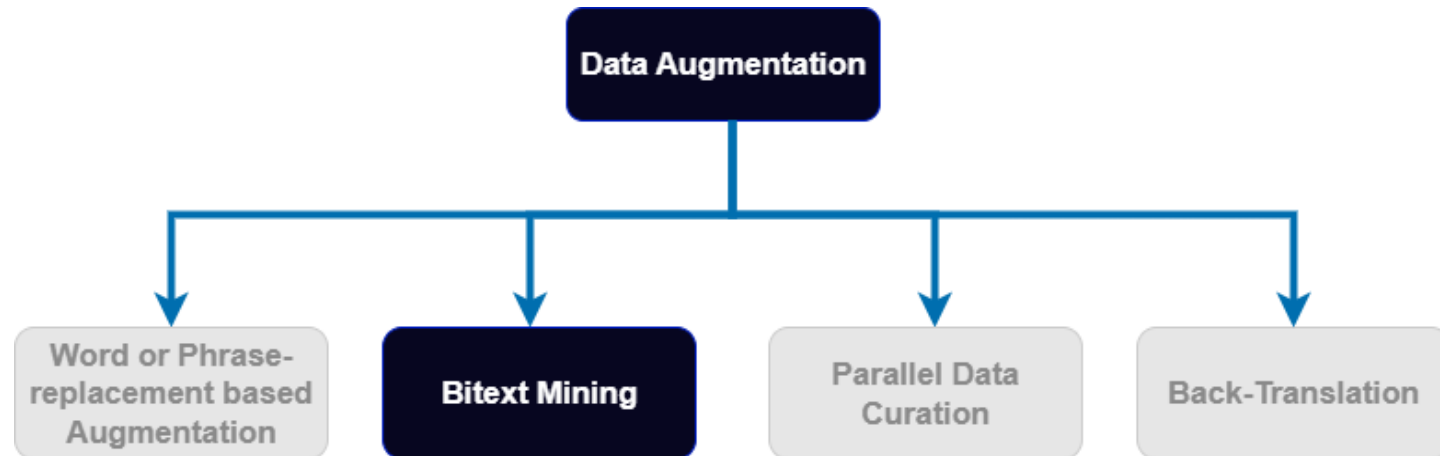 Data Augmentation
Word or Phrase-
replacement based
Augmentation
Bitext Mining
Parallel Data
Curation
Back-Translation